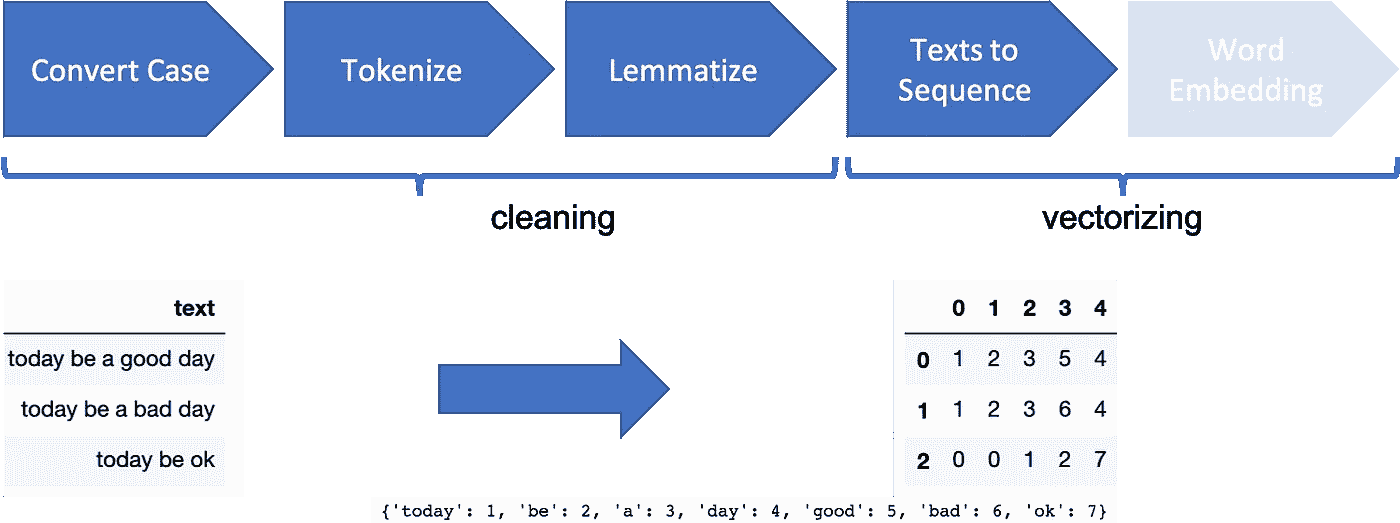 Convert Case
Tokenize
Lemmatize
Texts to
Sequence
Word
Embedding
cleaning
vectorizing
text
today be a good day
today be a bad day
today be ok
0 1 2 3 4
0 1 2 3 5 4
1 1 2 3 6 4
2 0 0 1 2 7
{'today': 1, 'be': 2, 'a': 3, 'day': 4, 'good': 5, 'bad': 6, 'ok': 7}